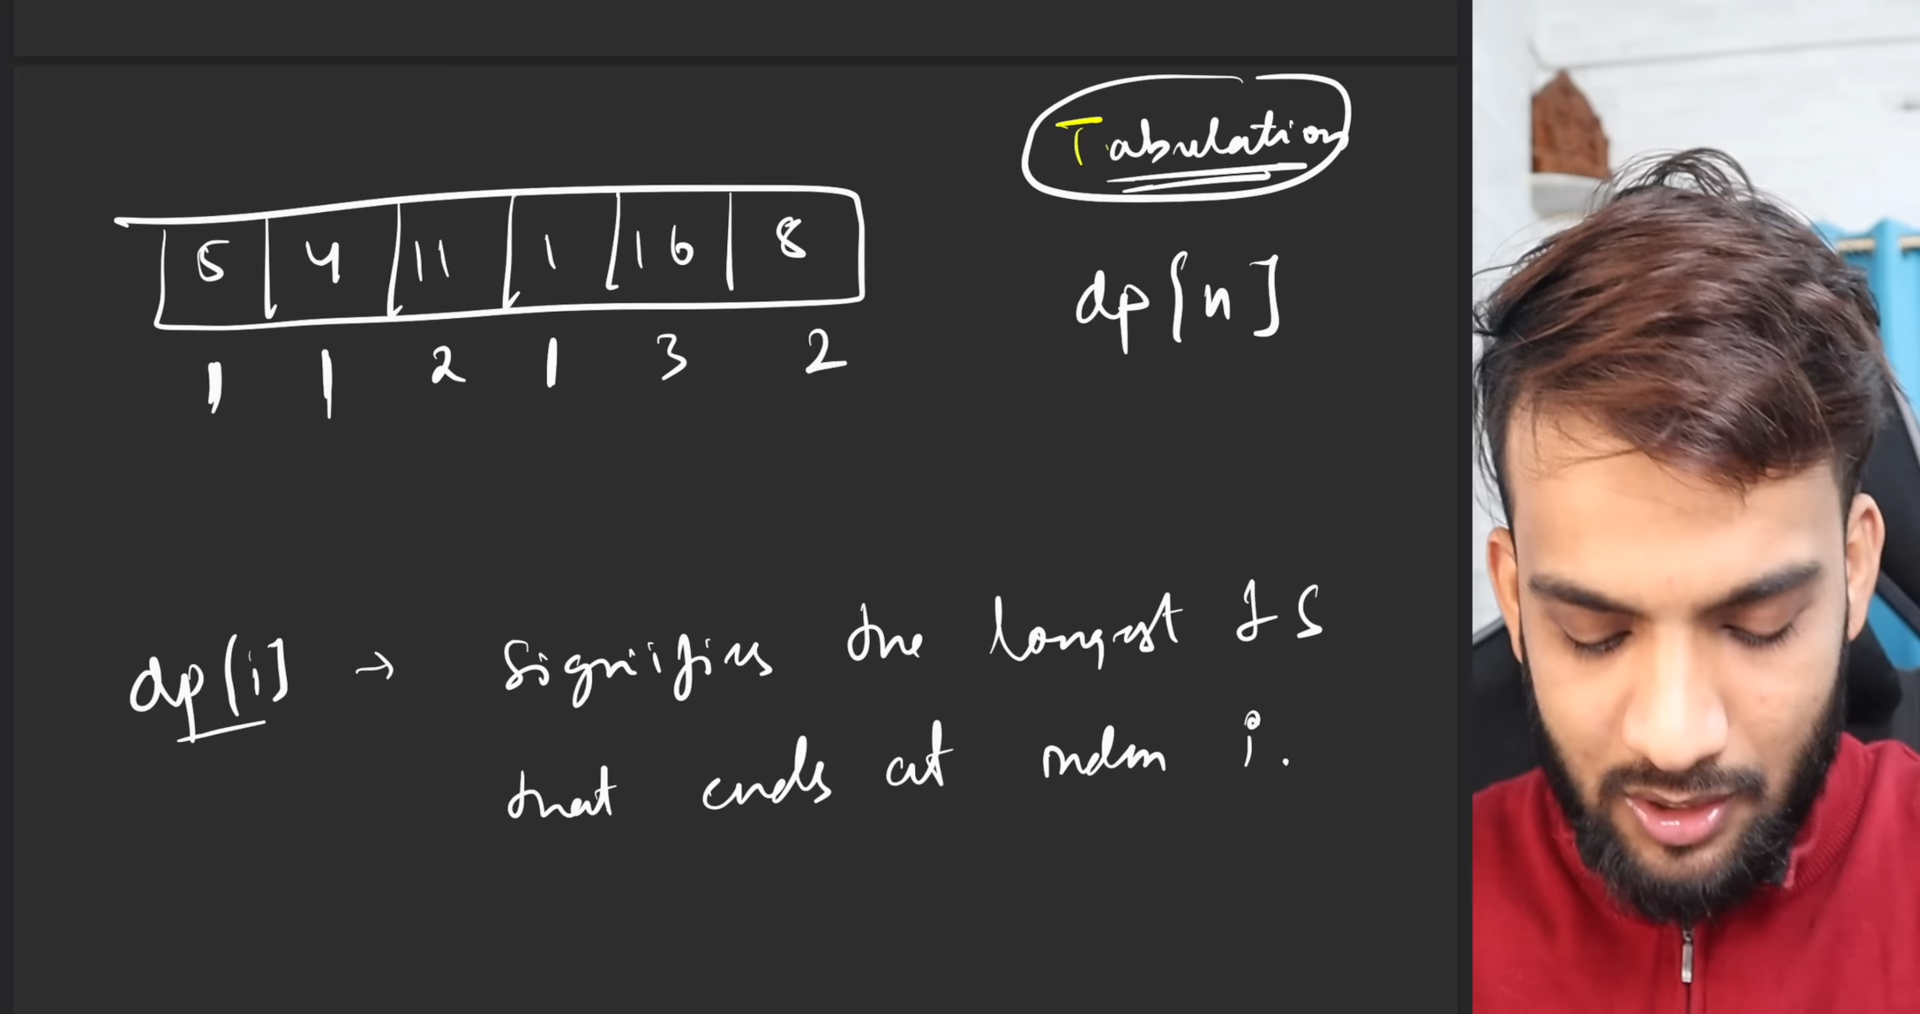 Tabulation
5 4 11 1 16 8
dp[n]
1 1 2 1 3 2
dp[i] → signifies the longest IS
that ends at index i.